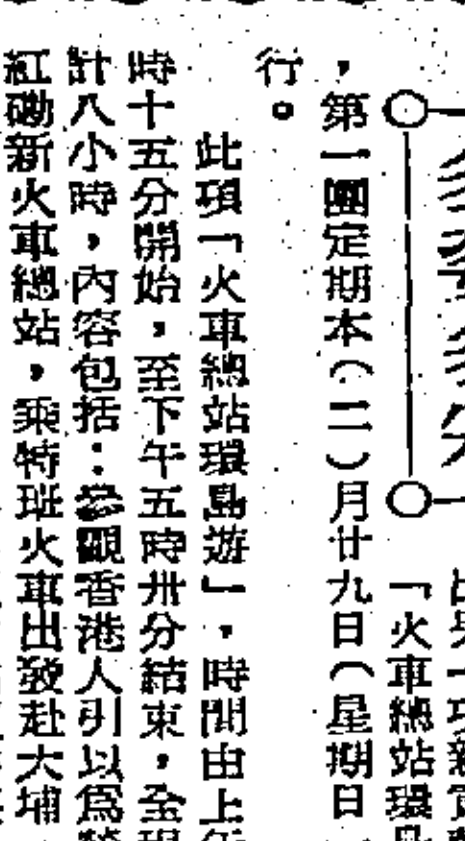 「火車總站環島
，第一團定期本（二）月廿九日（星期日
行。
此項「火車總站環島遊」，時間由上午
時十五分開始，至下午五時卅分結束，全程
計八小時，內容包括：參觀香港人引以爲榮
紅磡新火車總站，乘特班火車出發赴大埔